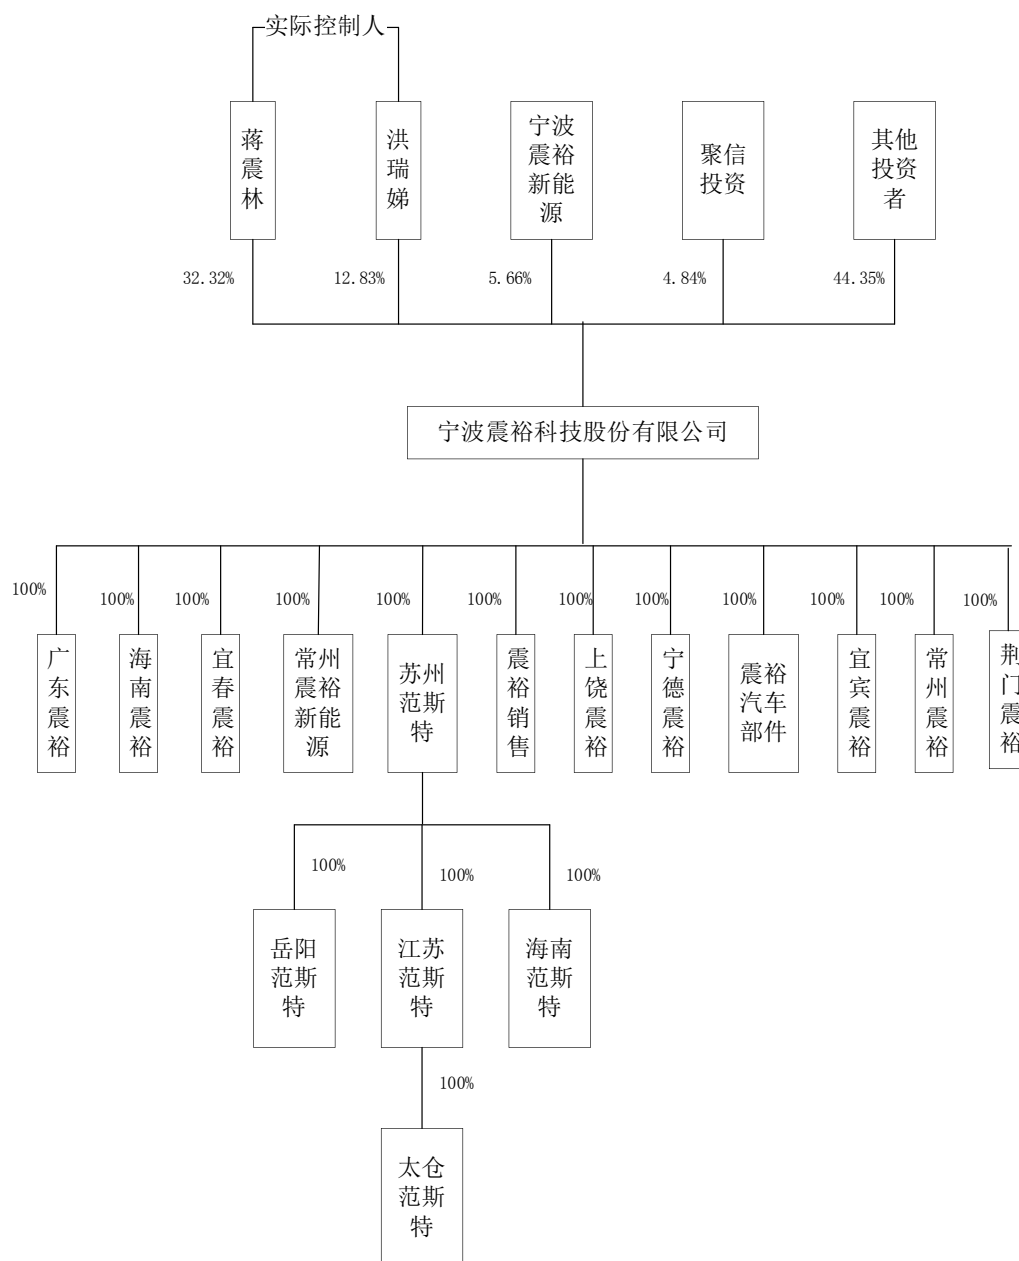 实际控制人
蒋
震
林
洪
瑞
娣
宁波
震裕
新能
源
聚信
投资
其他
投资
者
32.32%
12.83%
5.66%
4.84%
44.35%
宁波震裕科技股份有限公司
100%
100%
100%
100%
100%
100%
100%
100%
100%
100%
100%
100%
广
东
震
裕
海
南
震
裕
宜
春
震
裕
常州
震裕
新能
源
苏州
范斯
特
震
裕
销
售
上
饶
震
裕
宁
德
震
裕
震裕
汽车
部件
宜
宾
震
裕
常
州
震
裕
荆
门
震
裕
100%
100%
100%
岳阳
范斯
特
江苏
范斯
特
海南
范斯
特
100%
太仓
范斯
特